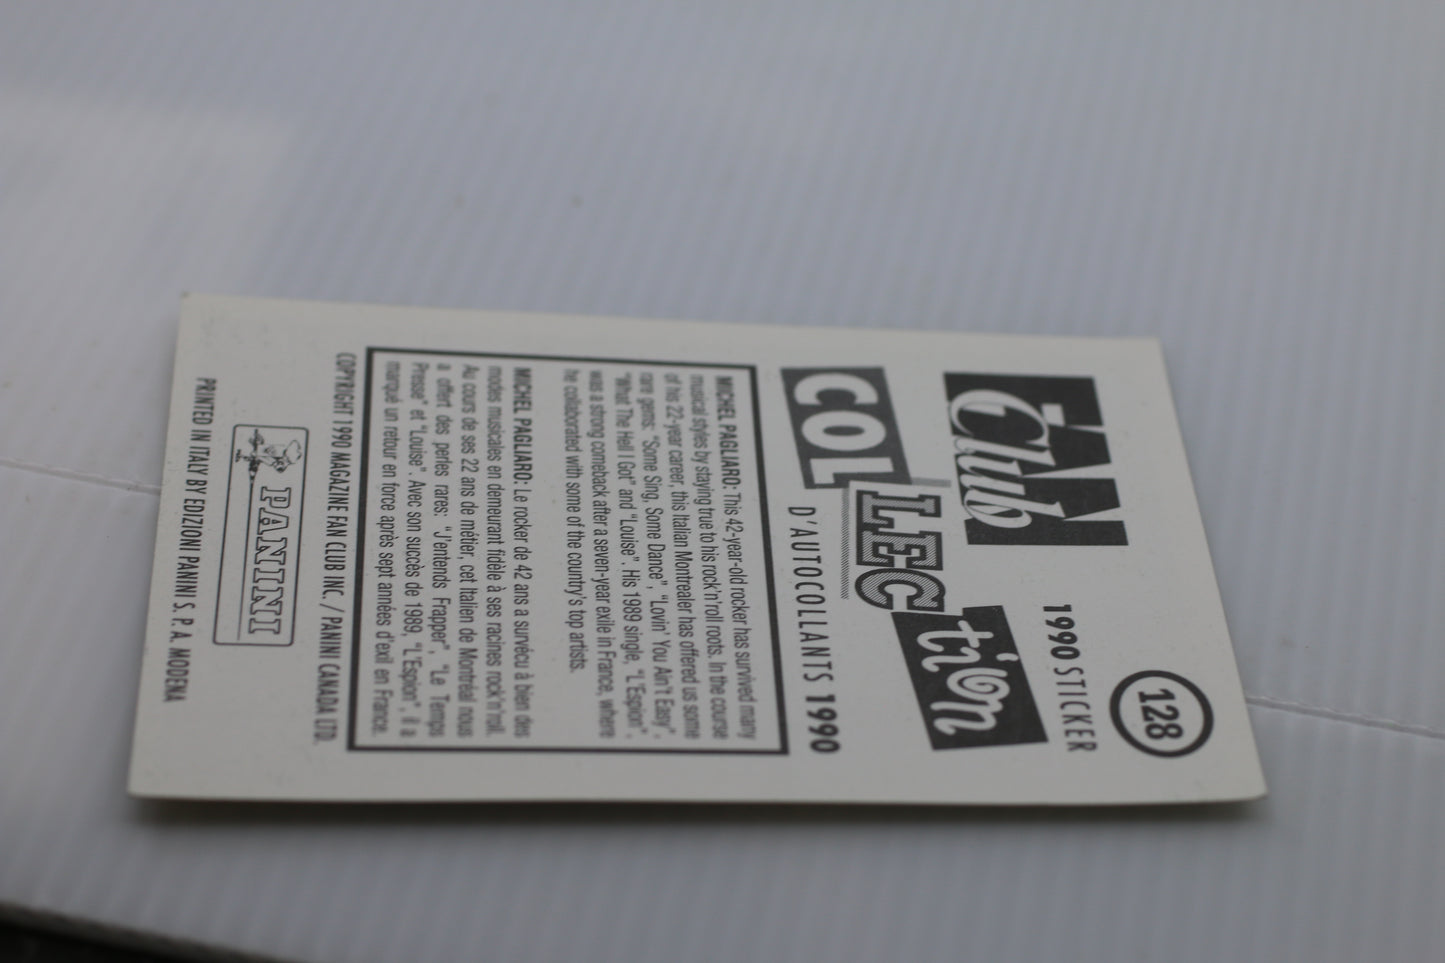 128
FAN
Club
1990 STICKER
COL LEC tion
D'AUTOCOLLANTS 1990
MICHEL PAGLIARO: This 42-year-old rocker has survived many
musical styles by staying true to his rock'n'roll roots. In the course
of his 22-year career, this Italian Montrealer has offered us some
rare gems: "Some Sing, Some Dance", "Lovin' You Ain't Easy",
"What The Hell I Got" and "Louise". His 1989 single, "L'Espion",
was a strong comeback after a seven-year exile in France, where
he collaborated with some of the country's top artists.
MICHEL PAGLIARO: Le rocker de 42 ans a survécu à bien des
modes musicales en demeurant fidèle à ses racines rock'n'roll.
Au cours de ses 22 ans de métier, cet Italien de Montréal nous
a offert des perles rares: "J'entends Frapper", "Le Temps
Presse" et "Louise". Avec son succès de 1989, "L'Espion", il a
marqué un retour en force après sept années d'exil en France.
COPYRIGHT 1990 MAGAZINE FAN CLUB INC. / PANINI CANADA LTD.
PANINI
PRINTED IN ITALY BY EDIZIONI PANINI S. P. A. MODENA